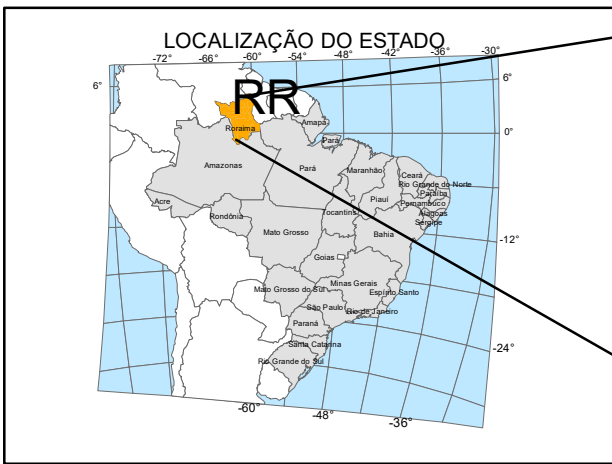 LOCALIZAÇÃO DO ESTADO
-72° -66° -60° -54° -48° -42° -36° -30°
6° 6°
RR
Amapá
Roraima
0°
Pará
Amazonas Pará Maranhão Ceará
Rio Grande do Norte
Paraíba
Piauí
Pernambuco
Acre
Tocantins
Alagoas
Rondônia
Sergipe
Mato Grosso
Bahia
-12°
Goias
Minas Gerais
Mato Grosso do Sul
Espirito Santo
São Paulo
Rio de Janeiro
Paraná
Santa Catarina
-24°
Rio Grande do Sul
-60°
-48°
-36°